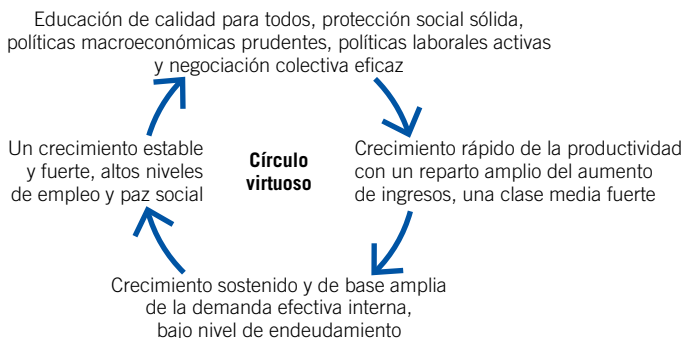 Educación de calidad para todos, protección social sólida,
políticas macroeconómicas prudentes, políticas laborales activas
y negociación colectiva eficaz
Un crecimiento estable
y fuerte, altos niveles
de empleo y paz social
Círculo
virtuoso
Crecimiento rápido de la productividad
con un reparto amplio del aumento
de ingresos, una clase media fuerte
Crecimiento sostenido y de base amplia
de la demanda efectiva interna,
bajo nivel de endeudamiento